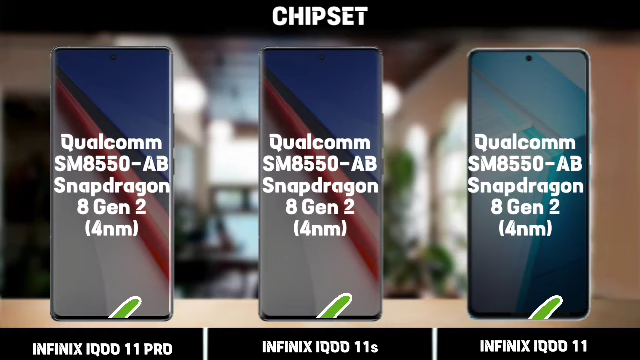 CHIPSET
Qualcomm
SM8550-AB
Snapdragon
8 Gen 2
(4nm)
Qualcomm
SM8550-AB
Snapdragon
8 Gen 2
(4nm)
Qualcomm
SM8550-AB
Snapdragon
8 Gen 2
(4nm)
INFINIX IQOO 11 PRO
INFINIX IQOO 11s
INFINIX IQOO 11